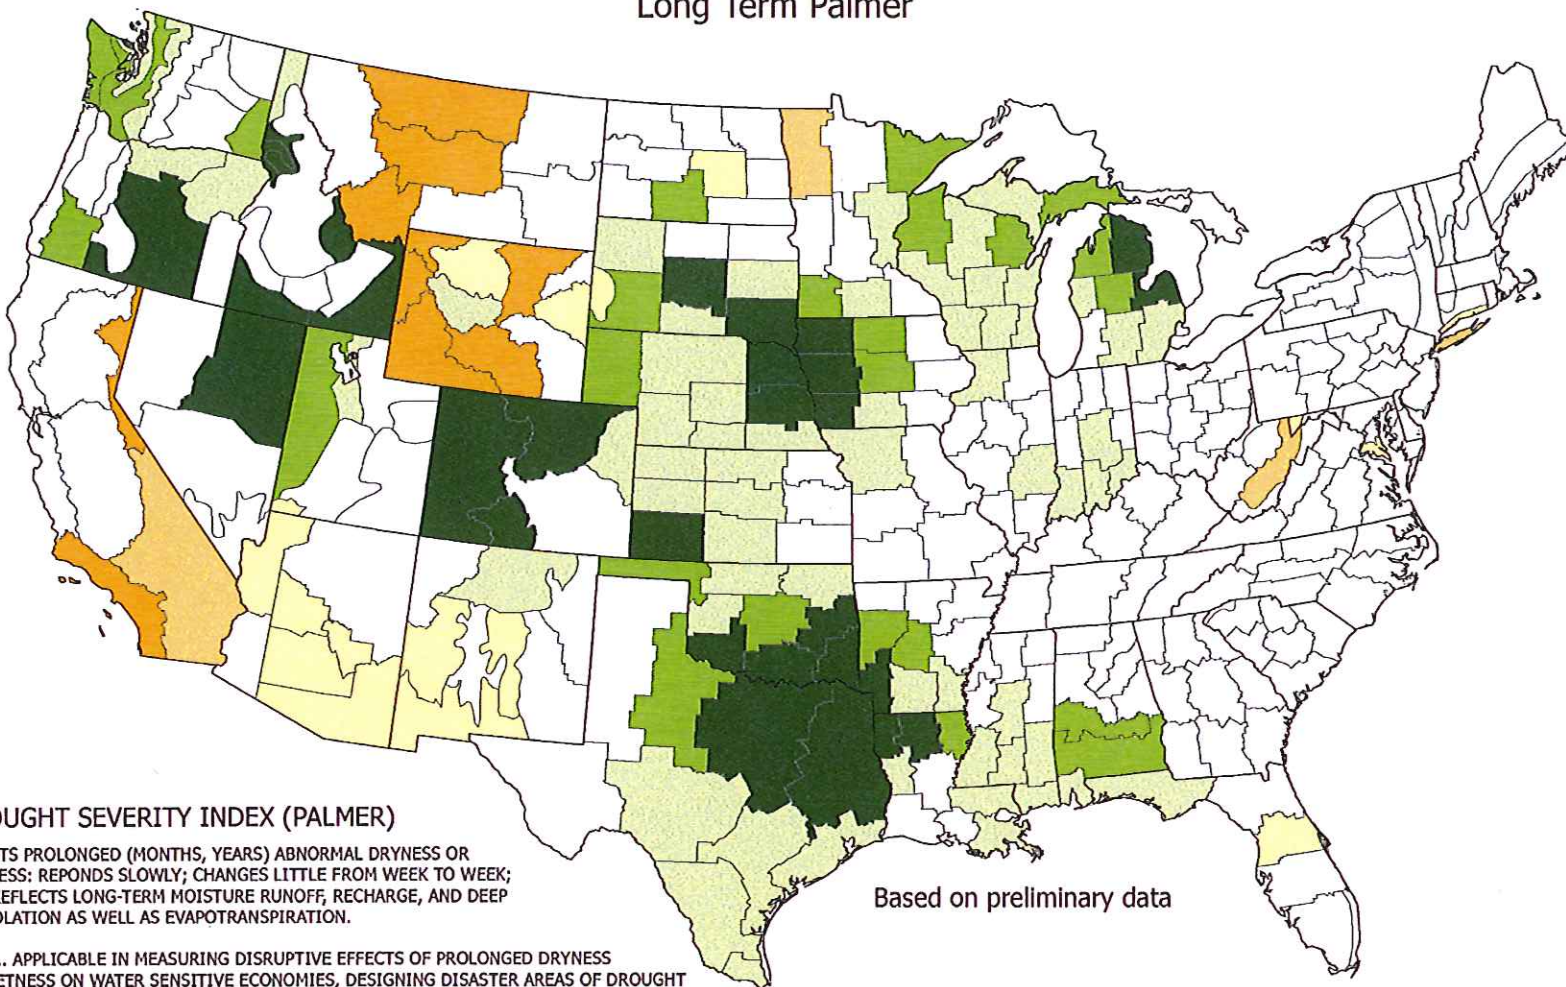 Long Term Palmer
OUGHT SEVERITY INDEX (PALMER)
TS PROLONGED (MONTHS, YEARS) ABNORMAL DRYNESS OR
ESS: REPONDS SLOWLY; CHANGES LITTLE FROM WEEK TO WEEK;
EFLECTS LONG-TERM MOISTURE RUNOFF, RECHARGE, AND DEEP
OLATION AS WELL AS EVAPOTRANSPIRATION.
Based on preliminary data
.. APPLICABLE IN MEASURING DISRUPTIVE EFFECTS OF PROLONGED DRYNESS
ETNESS ON WATER SENSITIVE ECONOMIES, DESIGNING DISASTER AREAS OF DROUGHT